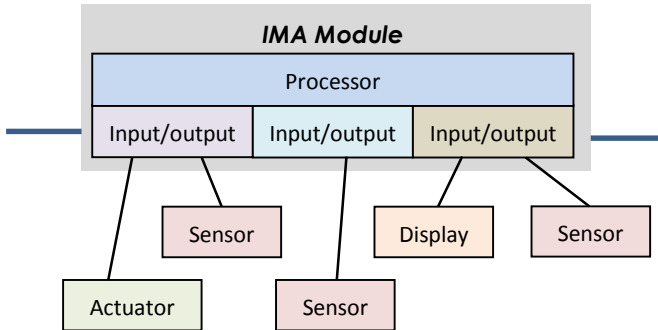 IMA Module
Processor
Input/output Input/output Input/output
Sensor Display Sensor
Actuator Sensor